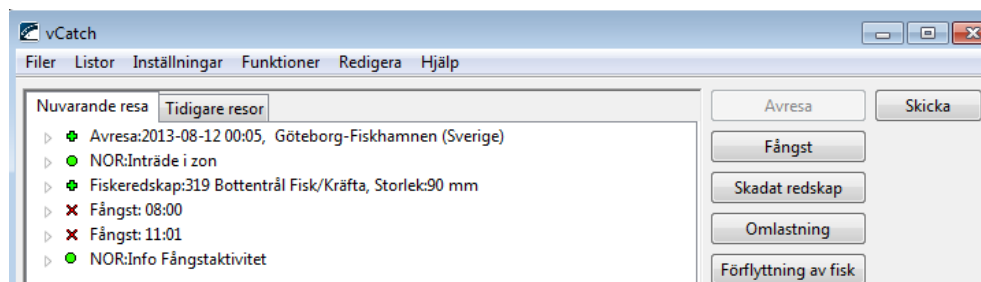 vCatch
Filer Listor Inställningar Funktioner Redigera Hjälp
Nuvarande resa Tidigare resor
Avresa:2013-08-12 00:05, Göteborg-Fiskhamnen (Sverige)
NOR:Inträde i zon
Fiskeredskap:319 Bottentrål Fisk/Kräfta, Storlek:90 mm
Fångst: 08:00
Fångst: 11:01
NOR:Info Fångstaktivitet
Avresa
Fångst
Skadat redskap
Omlastning
Förflyttning av fisk
Skicka